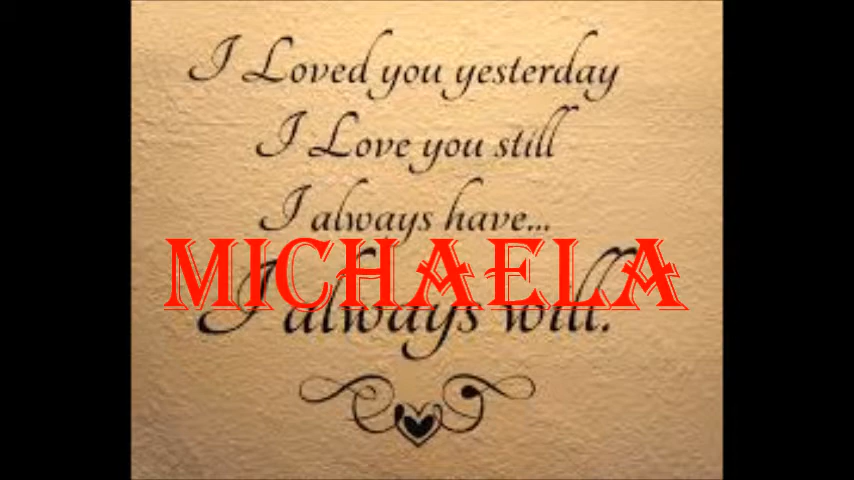 I Loved you yesterday
I Love you still
I always have...
MICHAELA
I always will.